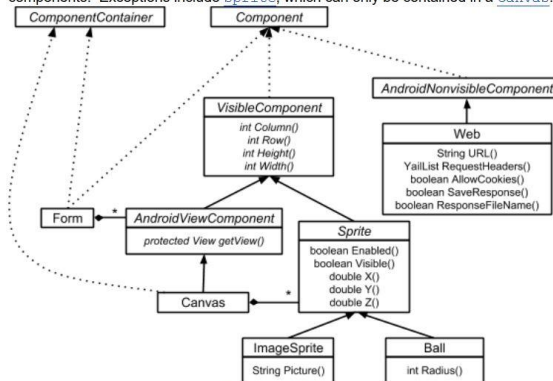 components. Exceptions include Sprite, which can only be contained in a Canvas.
ComponentContainer
Component
AndroidNonvisibleComponent
VisibleComponent
int Column()
int Row()
int Height()
int Width()
Web
String URL()
YailList RequestHeaders()
boolean AllowCookies()
boolean SaveResponse()
boolean ResponseFileName()
Form
*
AndroidViewComponent
protected View getView()
Sprite
boolean Enabled()
boolean Visible()
double X()
double Y()
double Z()
Canvas
*
ImageSprite
String Picture()
Ball
int Radius()